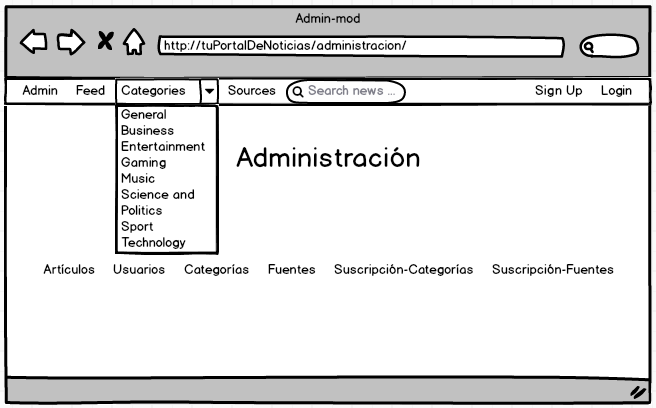 Admin-mod
http://tuPortalDeNoticias/administracion/
Admin Feed Categories Sources Search news ... Sign Up Login
General
Business
Entertainment
Gaming
Music
Science and
Politics
Sport
Technology
Administración
Artículos Usuarios Categorías Fuentes Suscripción-Categorías Suscripción-Fuentes